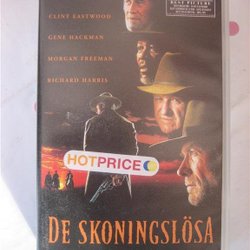 BEST PICTURE
CLINT EASTWOOD
GENE HACKMAN
MORGAN FREEMAN
RICHARD HARRIS
HOTPRICE
DE SKONINGSLÖSA